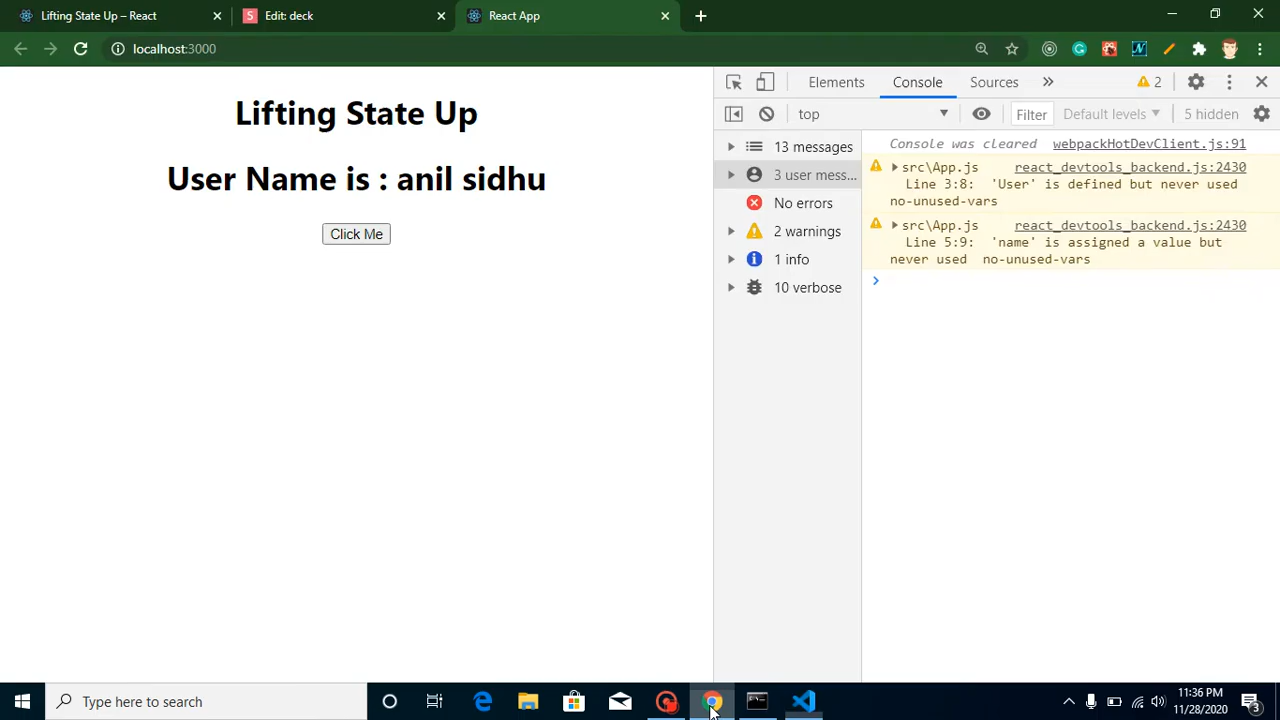 Lifting State Up – React
S Edit: deck
React App
localhost:3000
Lifting State Up
User Name is : anil sidhu
Click Me
Elements Console Sources 2
top Filter Default levels 5 hidden
13 messages
3 user mess...
No errors
2 warnings
1 info
10 verbose
Console was cleared webpackHotDevClient.js:91
src\App.js react_devtools_backend.js:2430
Line 3:8: 'User' is defined but never used
no-unused-vars
src\App.js react_devtools_backend.js:2430
Line 5:9: 'name' is assigned a value but
never used no-unused-vars
Type here to search
11:36 PM
11/28/2020
3